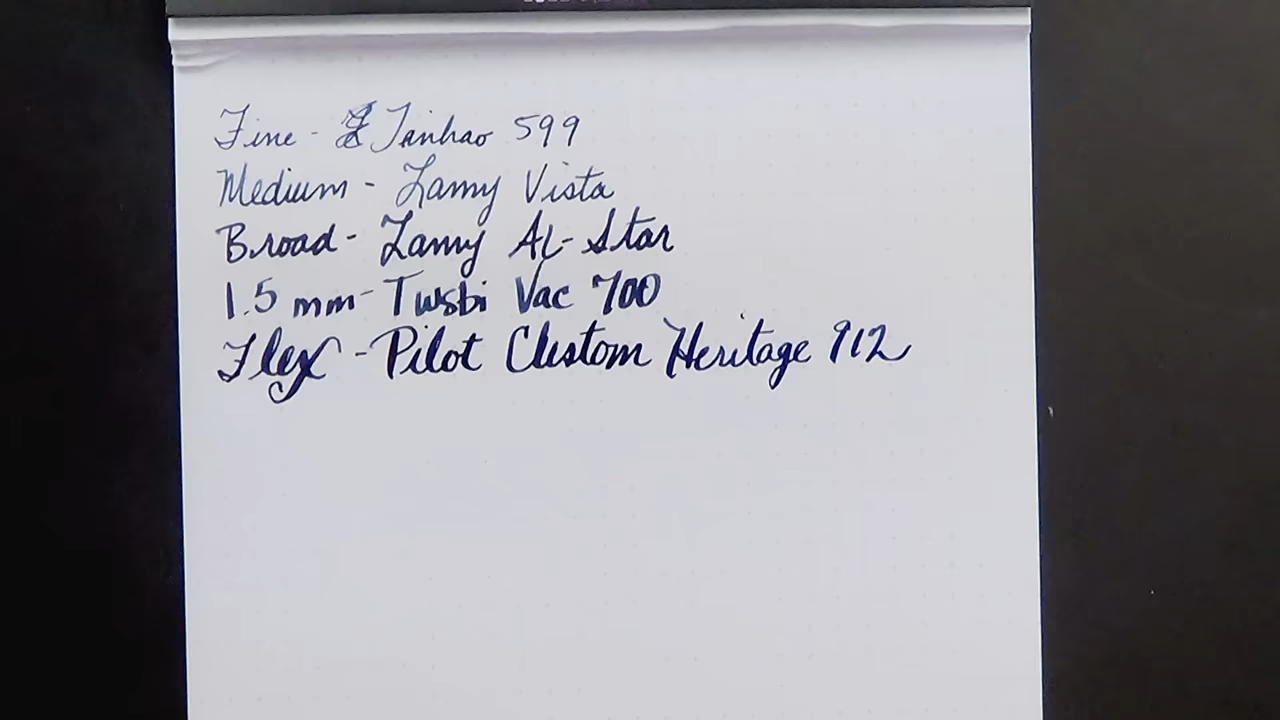 Fine - Jinhao 599
Medium - Lamy Vista
Broad - Lamy Al-Star
1.5 mm - Twsbi Vac 700
Flex - Pilot Custom Heritage 912